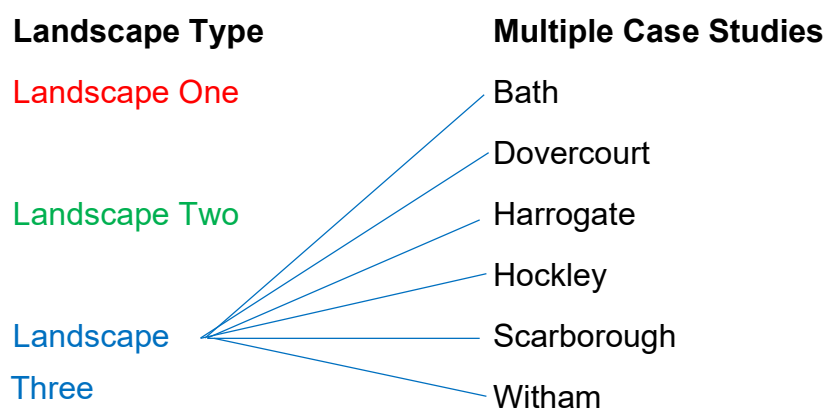 Landscape Type Multiple Case Studies
Landscape One Bath
Dovercourt
Landscape Two Harrogate
Hockley
Landscape Scarborough
Three
Witham